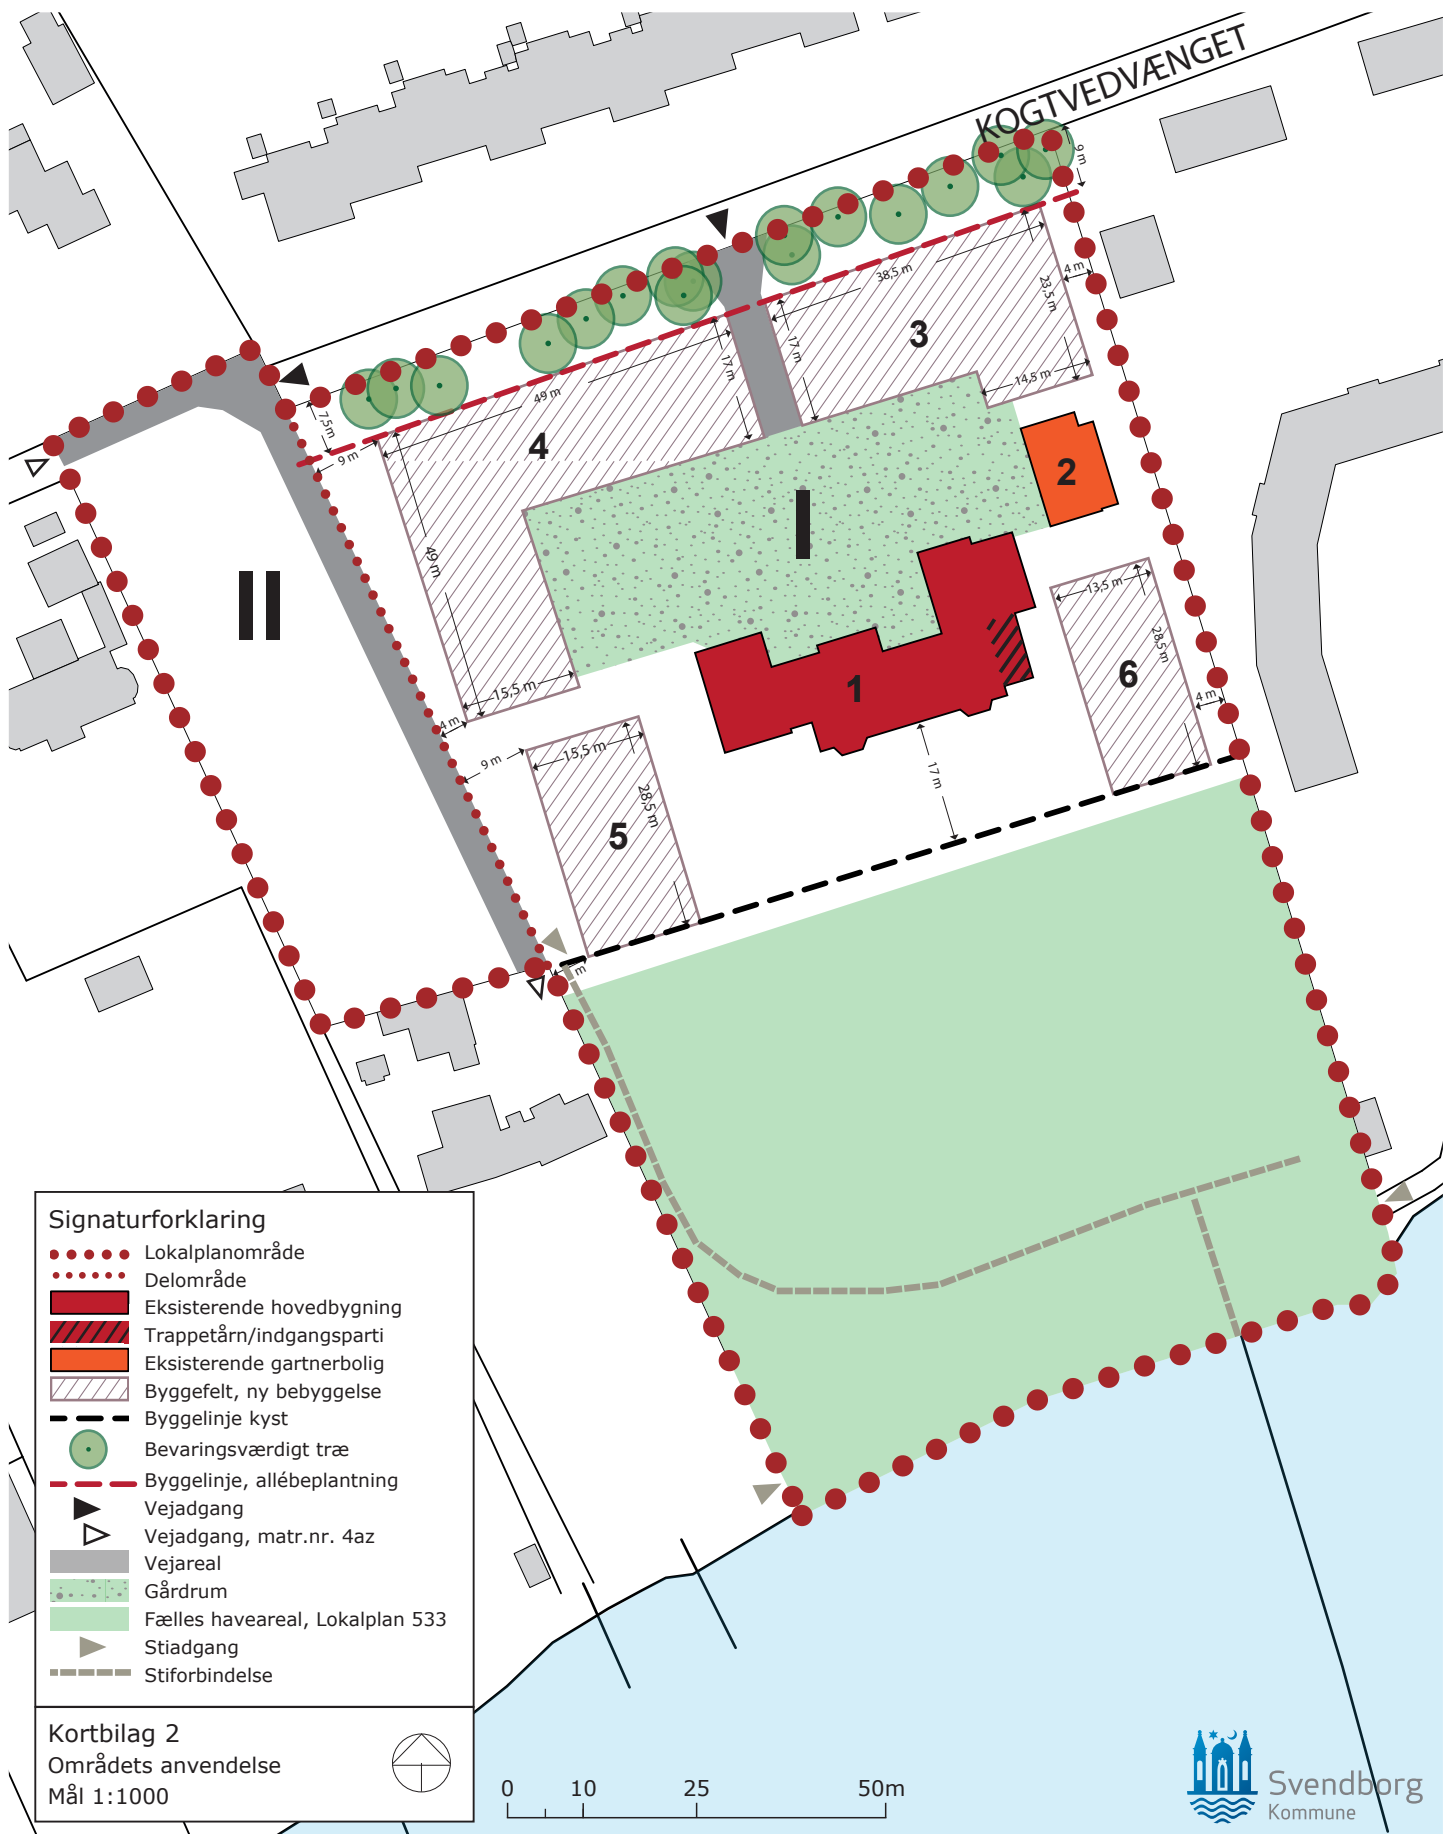 KOGTVEDVÆNGET
9 m
38,5 m
4 m
23,5 m
3
17 m
17 m
14,5 m
49 m
7,5m
9 m
4
2
I
II
49 m
13,5 m
28,5 m
6
1
15,5 m
4 m
4 m
9 m
15,5 m
17 m
28,5 m
5
m
Signaturforklaring
Lokalplanområde
Delområde
Eksisterende hovedbygning
Trappetårn/indgangsparti
Eksisterende gartnerbolig
Byggefelt, ny bebyggelse
Byggelinje kyst
Bevaringsværdigt træ
Byggelinje, allébeplantning
Vejadgang
Vejadgang, matr.nr. 4az
Vejareal
Gårdrum
Fælles haveareal, Lokalplan 533
Stiadgang
Stiforbindelse
Kortbilag 2
Områdets anvendelse
Mål 1:1000
0 10 25 50m
Svendborg
Kommune